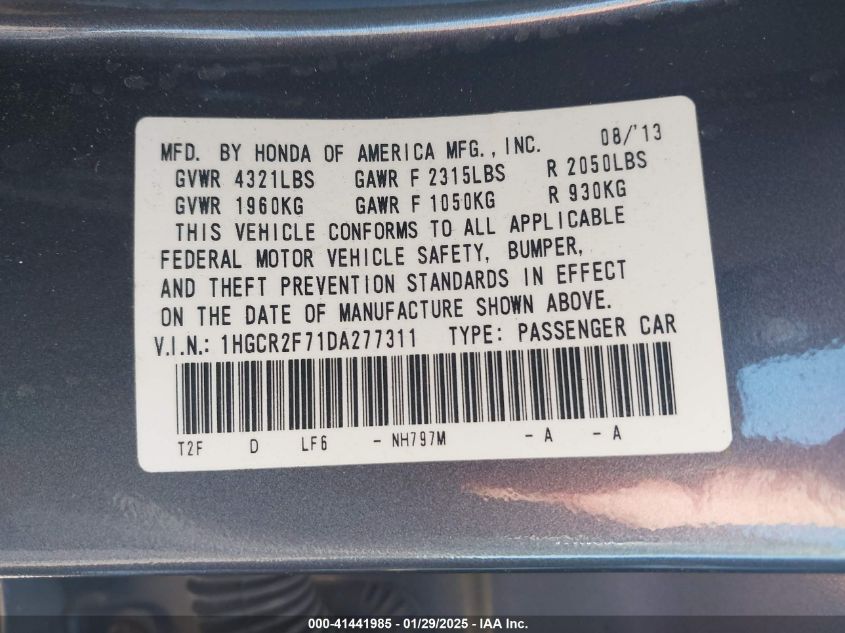 MFD. BY HONDA OF AMERICA MFG., INC. 08/'13
GVWR 4321LBS GAWR F 2315LBS R 2050LBS
GVWR 1960KG GAWR F 1050KG R 930KG
THIS VEHICLE CONFORMS TO ALL APPLICABLE
FEDERAL MOTOR VEHICLE SAFETY, BUMPER,
AND THEFT PREVENTION STANDARDS IN EFFECT
ON THE DATE OF MANUFACTURE SHOWN ABOVE.
V.I.N.: 1HGCR2F71DA277311 TYPE: PASSENGER CAR
T2F D LF6 - NH797M - A - A
000-41441985 - 01/29/2025 - IAA Inc.